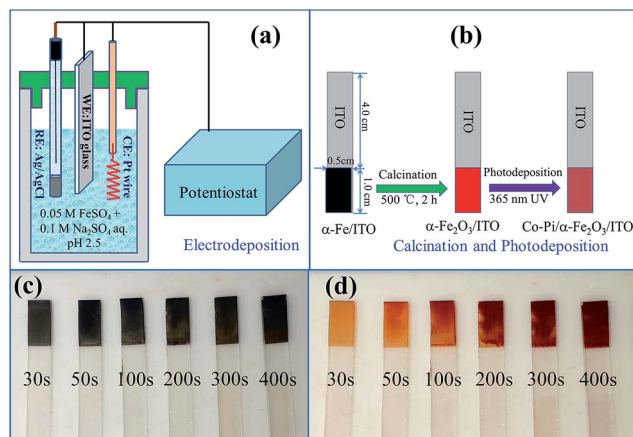 (a)
RE: Ag/AgCl
WE:ITO glass
CE: Pt wire
0.05 M FeSO₄ +
0.1 M Na₂SO₄ aq.
pH 2.5
Potentiostat
Electrodeposition
(b)
ITO
4.0 cm
0.5cm
1.0 cm
α-Fe/ITO
Calcination
500 ℃, 2 h
ITO
α-Fe₂O₃/ITO
Photodeposition
365 nm UV
ITO
Co-Pi/α-Fe₂O₃/ITO
Calcination and Photodeposition
(c)
30s 50s 100s 200s 300s 400s
(d)
30s 50s 100s 200s 300s 400s